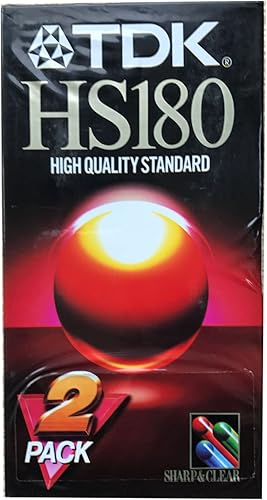 TDK®
HS180
HIGH QUALITY STANDARD
2
PACK
SHARP&CLEAR